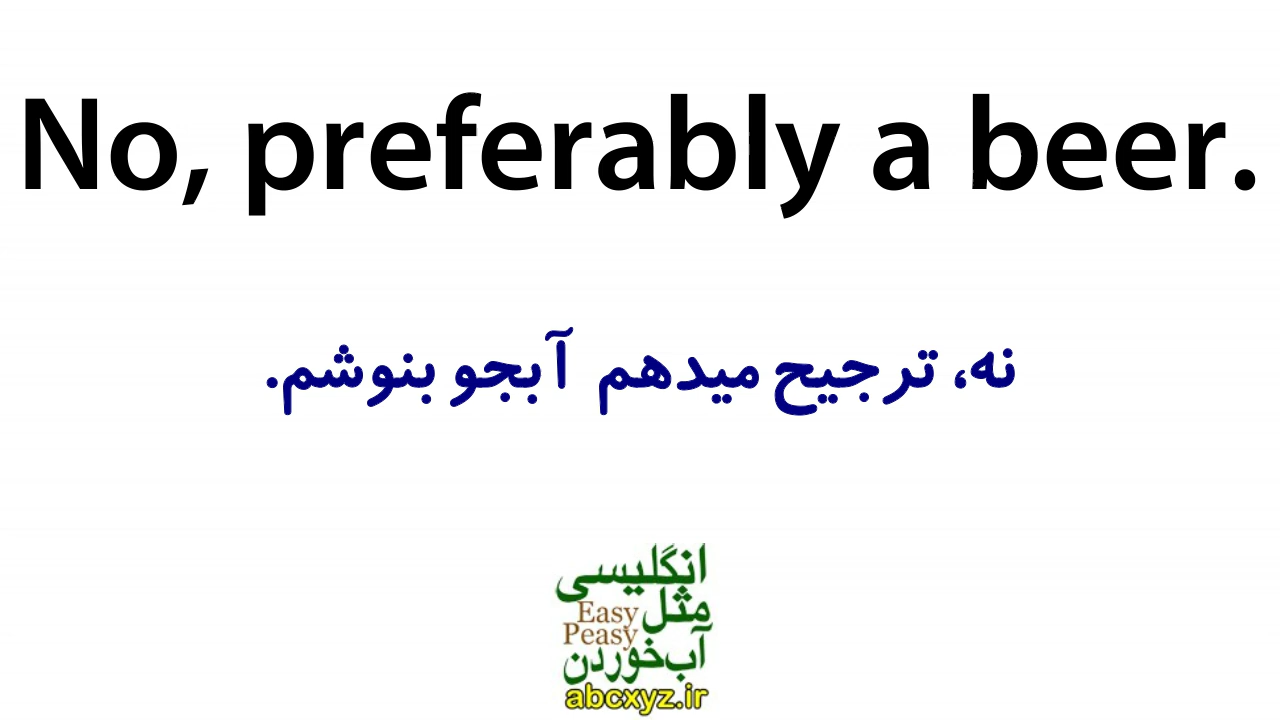 No, preferably a beer.
نه، ترجیح میدهم آبجو بنوشم.
انگلیسی
مثل
Easy
Peasy
آب‌خوردن
abcxyz.ir